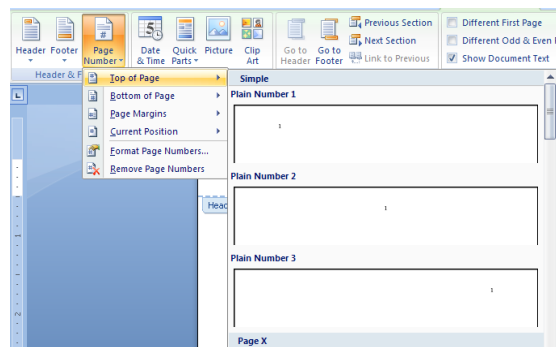 Header Footer Page Number Date & Time Quick Parts Picture Clip Art Go to Header Go to Footer
Previous Section
Next Section
Link to Previous
Different First Page
Different Odd & Even
Show Document Text
Header & F
Top of Page
Bottom of Page
Page Margins
Current Position
Format Page Numbers...
Remove Page Numbers
Simple
Plain Number 1
1
Plain Number 2
1
Plain Number 3
1
Page X
Head